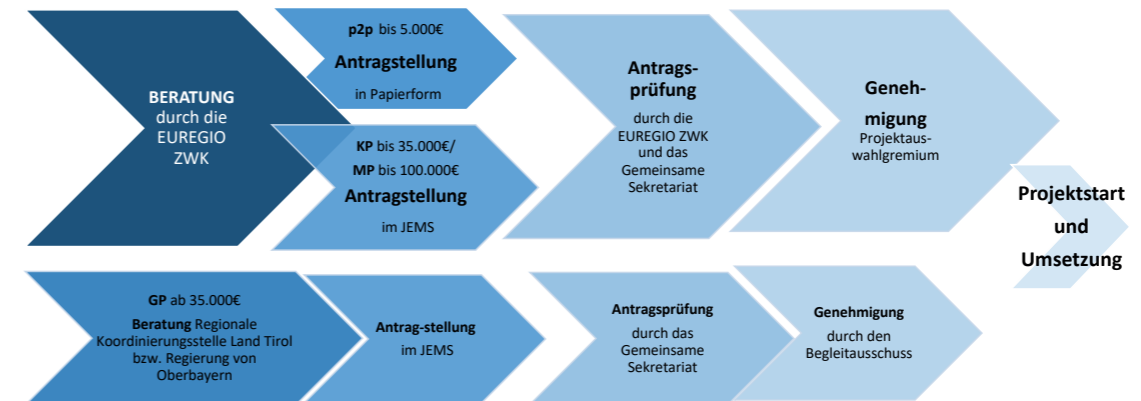 BERATUNG
durch die
EUREGIO
ZWK
p2p bis 5.000€
Antragstellung
in Papierform
KP bis 35.000€/
MP bis 100.000€
Antragstellung
im JEMS
Antrags-
prüfung
durch die
EUREGIO ZWK
und das
Gemeinsame
Sekretariat
Geneh-
migung
Projektaus-
wahlgremium
Projektstart
und
Umsetzung
GP ab 35.000€
Beratung Regionale
Koordinierungsstelle Land Tirol
bzw. Regierung von
Oberbayern
Antrag-stellung
im JEMS
Antragsprüfung
durch das
Gemeinsame
Sekretariat
Genehmigung
durch den
Begleitausschuss